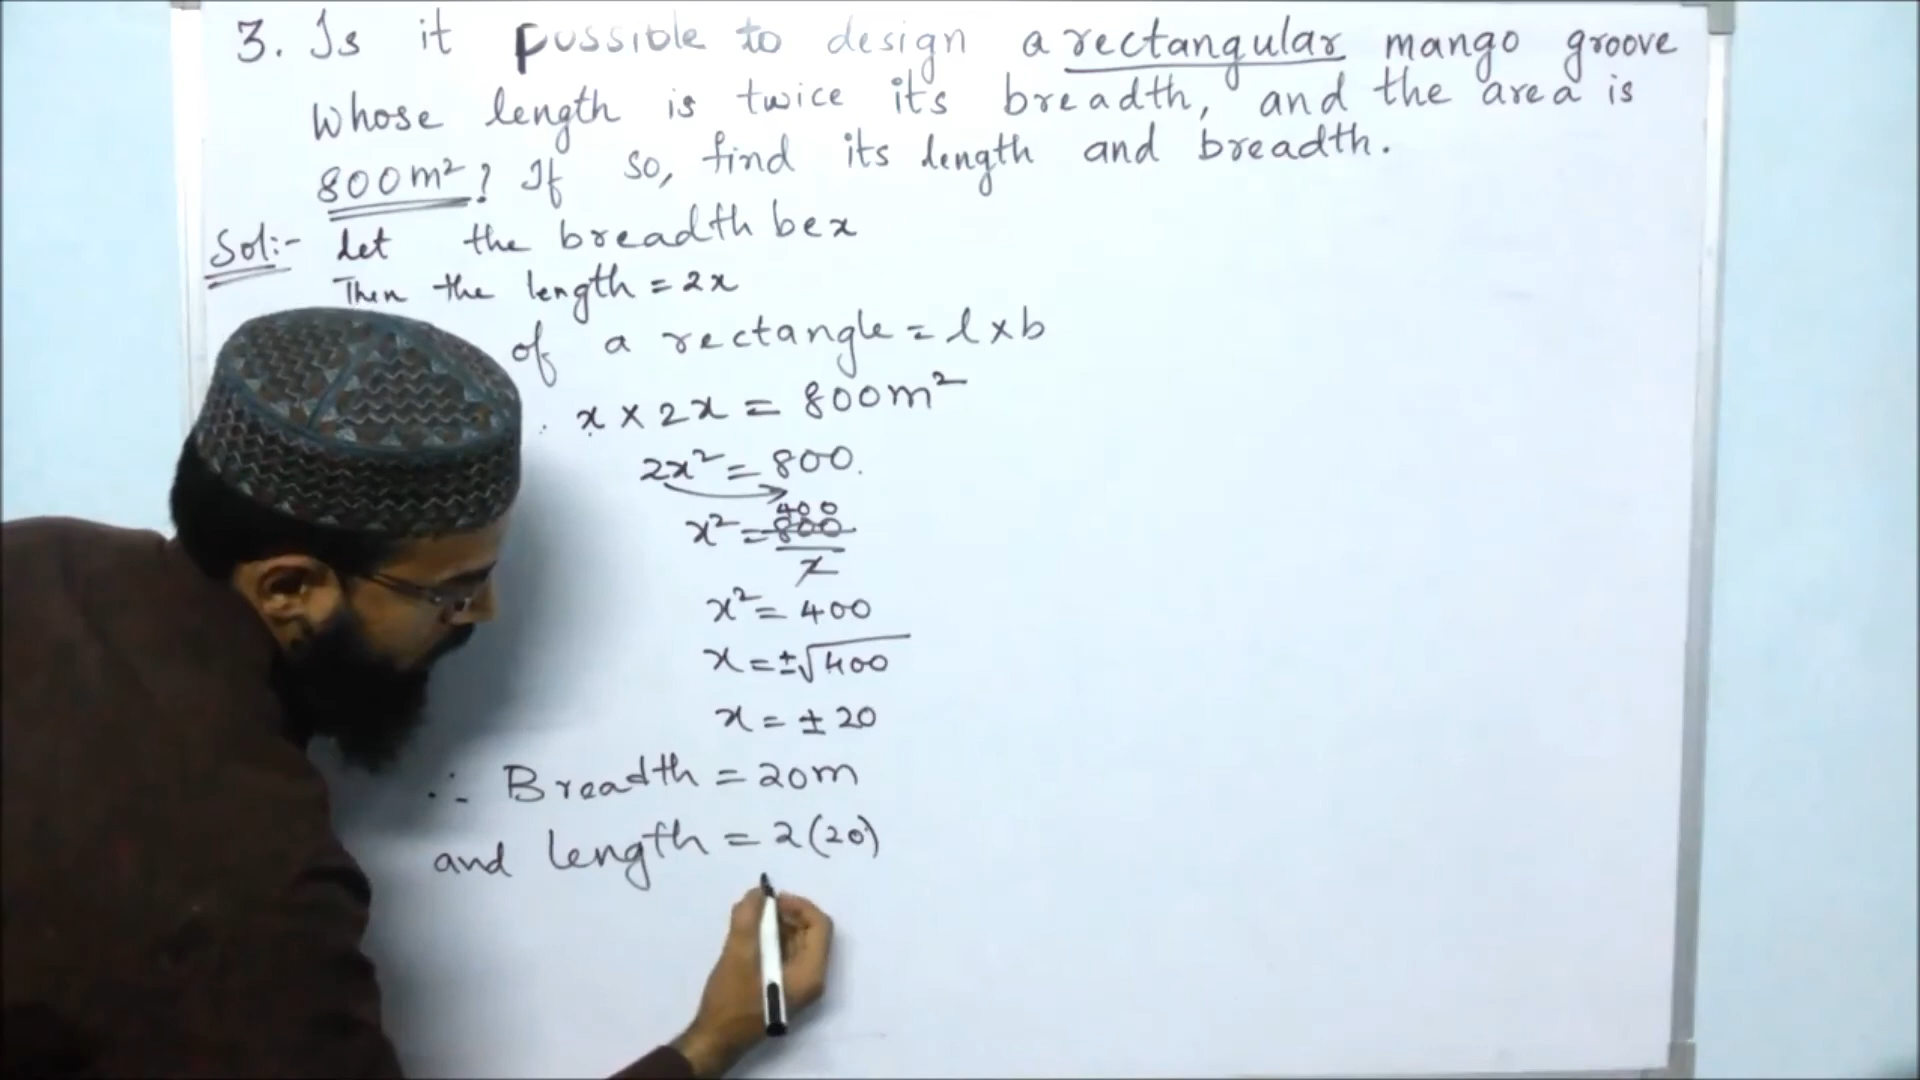 3. Is it possible to design a rectangular mango groove
Whose length is twice it's breadth, and the area is
800m²? If so, find its length and breadth.
Sol:- Let the breadth be x
Then the length = 2x
of a rectangle = l x b
x × 2x = 800m²
2x² = 800.
400
x² = 800
2
x² = 400
x = ±√400
x = ± 20
∴ Breadth = 20m
and length = 2(20)